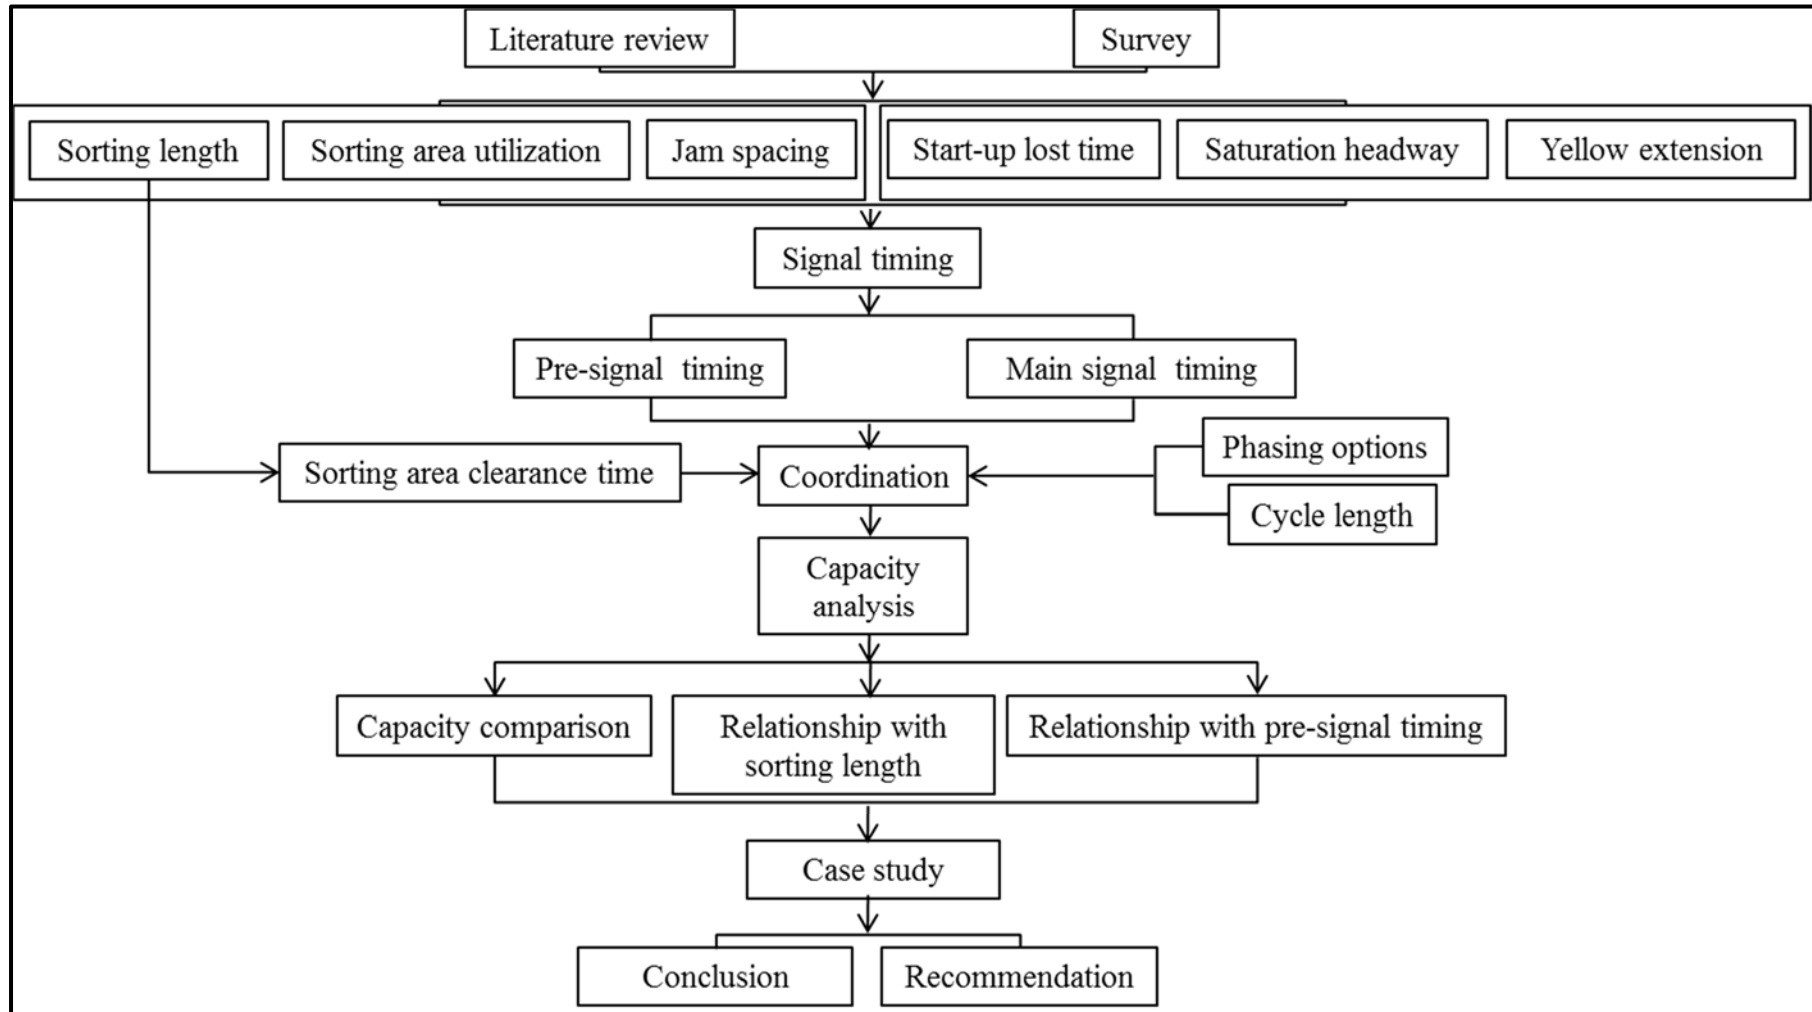 Literature review
Survey
Sorting length
Sorting area utilization
Jam spacing
Start-up lost time
Saturation headway
Yellow extension
Signal timing
Pre-signal timing
Main signal timing
Phasing options
Sorting area clearance time
Coordination
Cycle length
Capacity
analysis
Capacity comparison
Relationship with
sorting length
Relationship with pre-signal timing
Case study
Conclusion
Recommendation